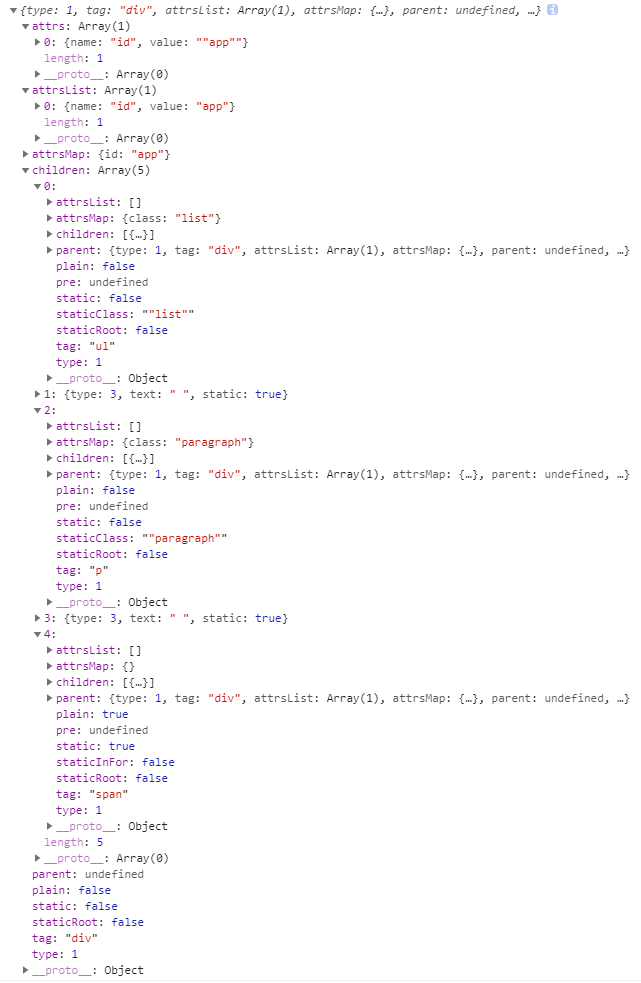 {type: 1, tag: "div", attrsList: Array(1), attrsMap: {…}, parent: undefined, …} i
attrs: Array(1)
0: {name: "id", value: ""app""}
length: 1
__proto__: Array(0)
attrsList: Array(1)
0: {name: "id", value: "app"}
length: 1
__proto__: Array(0)
attrsMap: {id: "app"}
children: Array(5)
0:
attrsList: []
attrsMap: {class: "list"}
children: [{…}]
parent: {type: 1, tag: "div", attrsList: Array(1), attrsMap: {…}, parent: undefined, …}
plain: false
pre: undefined
static: false
staticClass: ""list""
staticRoot: false
tag: "ul"
type: 1
__proto__: Object
1: {type: 3, text: " ", static: true}
2:
attrsList: []
attrsMap: {class: "paragraph"}
children: [{…}]
parent: {type: 1, tag: "div", attrsList: Array(1), attrsMap: {…}, parent: undefined, …}
plain: false
pre: undefined
static: false
staticClass: ""paragraph""
staticRoot: false
tag: "p"
type: 1
__proto__: Object
3: {type: 3, text: " ", static: true}
4:
attrsList: []
attrsMap: {}
children: [{…}]
parent: {type: 1, tag: "div", attrsList: Array(1), attrsMap: {…}, parent: undefined, …}
plain: true
pre: undefined
static: true
staticInFor: false
staticRoot: false
tag: "span"
type: 1
__proto__: Object
length: 5
__proto__: Array(0)
parent: undefined
plain: false
static: false
staticRoot: false
tag: "div"
type: 1
__proto__: Object